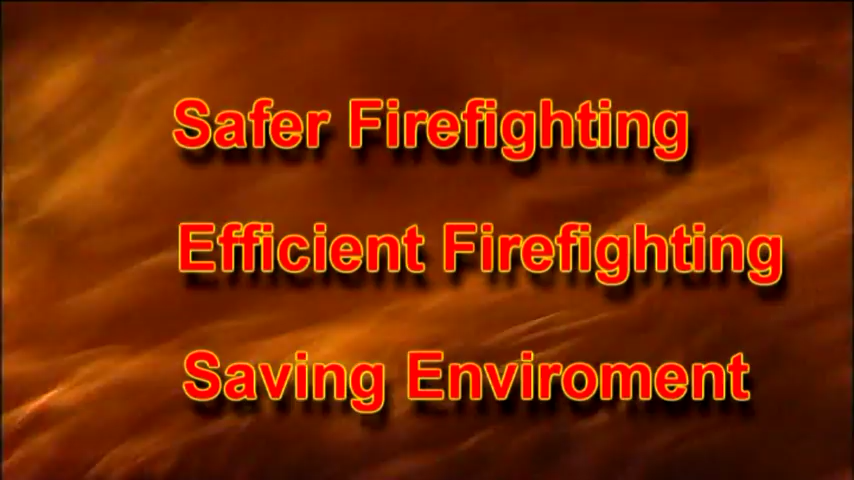 Safer Firefighting
Efficient Firefighting
Saving Enviroment